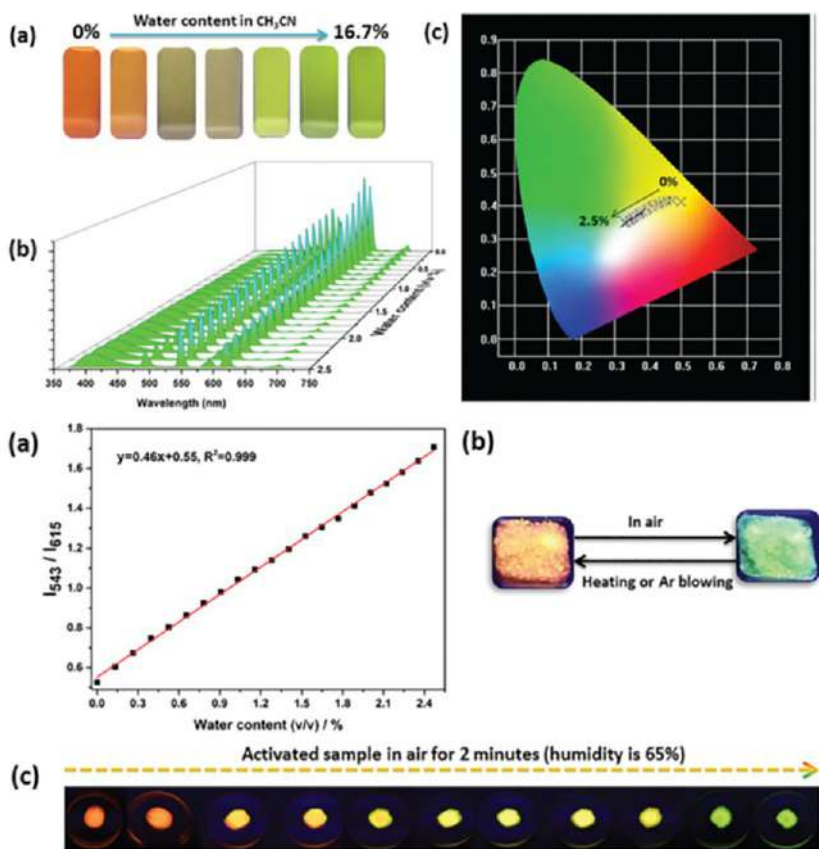 (a)
Water content in CH₃CN
0%
16.7%
(c)
0.9
0.8
0.7
0.6
0.5
0.4
0.3
0.2
0.1
0.0
0.0 0.1 0.2 0.3 0.4 0.5 0.6 0.7 0.8
0%
2.5%
(b)
0.0
0.5
1.0
1.5
2.0
2.5
350 400 450 500 550 600 650 700 750
Wavelength (nm)
(a)
y=0.46x+0.55, R²=0.999
1.8
1.6
1.4
1.2
1.0
0.8
0.6
I₅₄₃ / I₆₁₅
0.0 0.3 0.6 0.9 1.2 1.5 1.8 2.1 2.4
Water content (v/v) / %
(b)
In air
Heating or Ar blowing
Activated sample in air for 2 minutes (humidity is 65%)
(c)